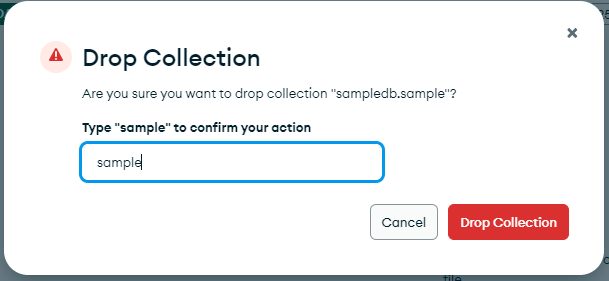 Drop Collection
Are you sure you want to drop collection "sampledb.sample"?
Type "sample" to confirm your action
sample
Cancel
Drop Collection
file